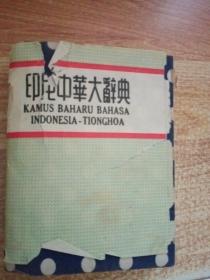 印尼中華大辭典
KAMUS BAHARU BAHASA
INDONESIA-TIONGHOA